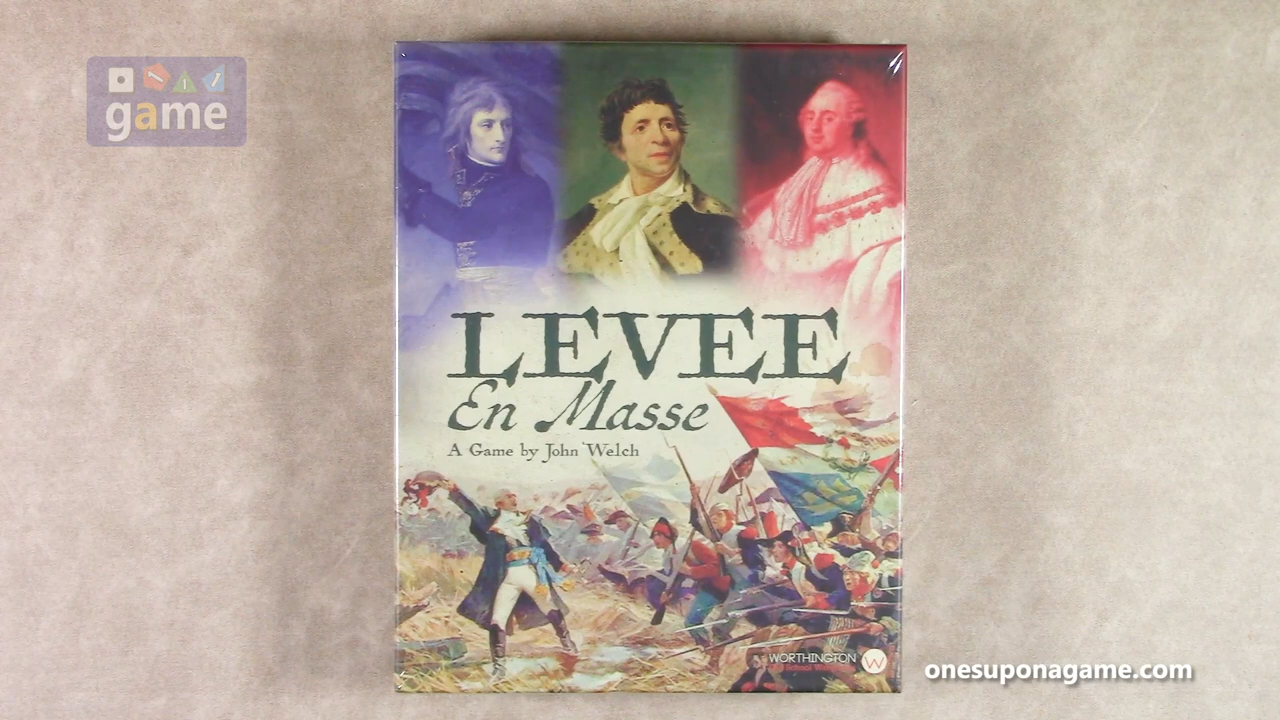 game
LEVEE
En Masse
A Game by John Welch
WORTHINGTON
W
onesuponagame.com